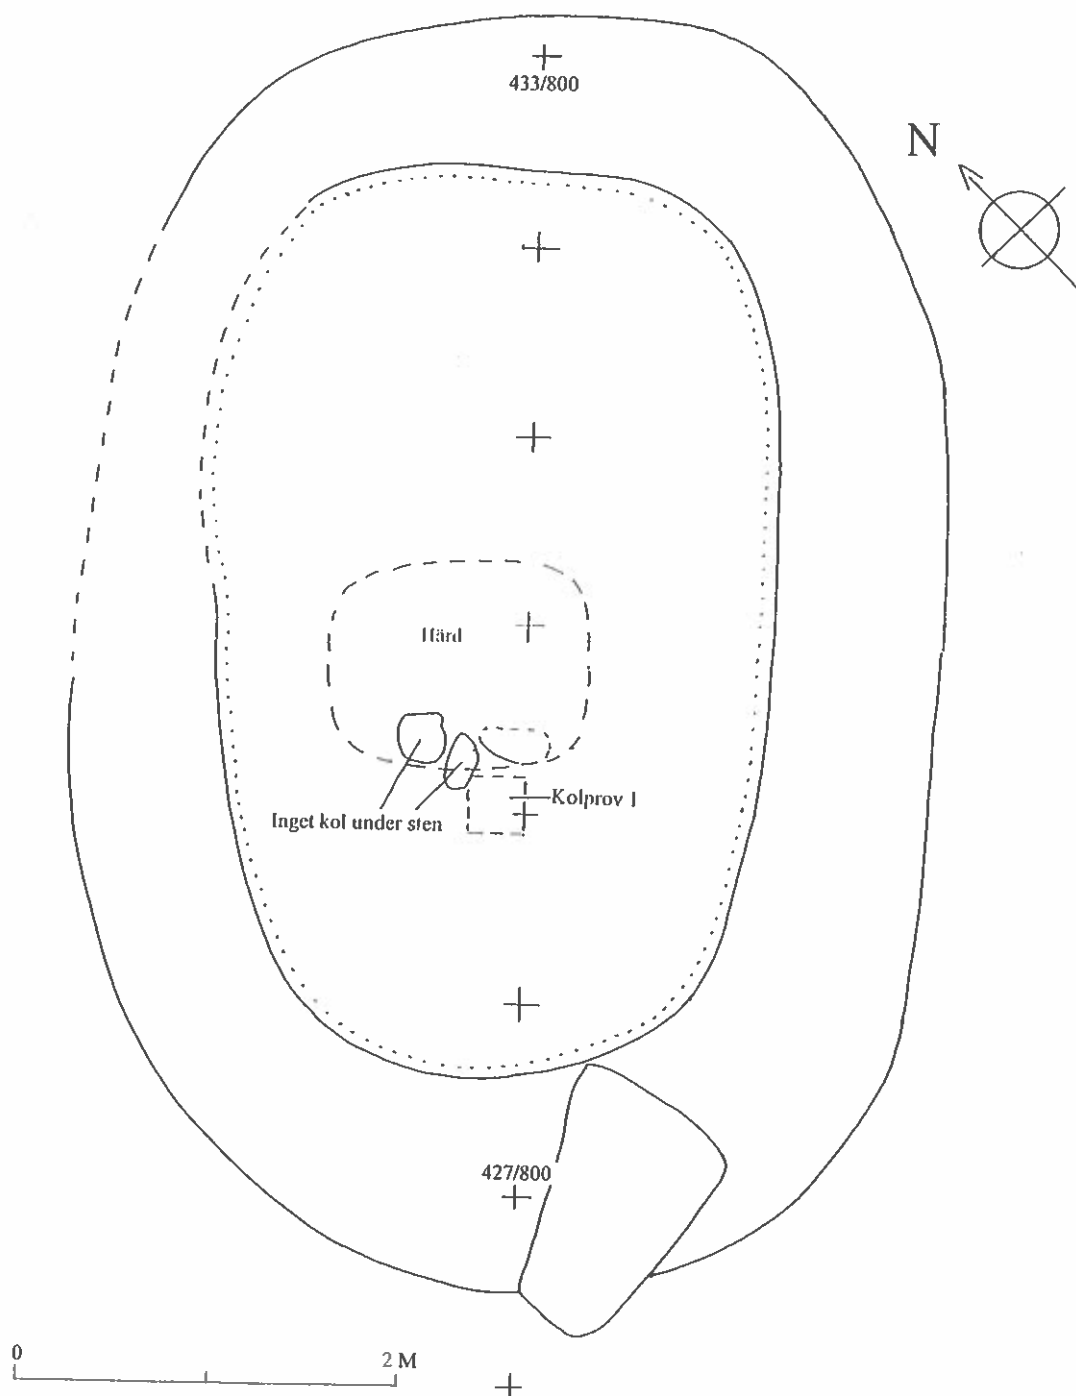 433/800
N
Härd
Kolprov 1
Inget kol under sten
427/800
0
2 M